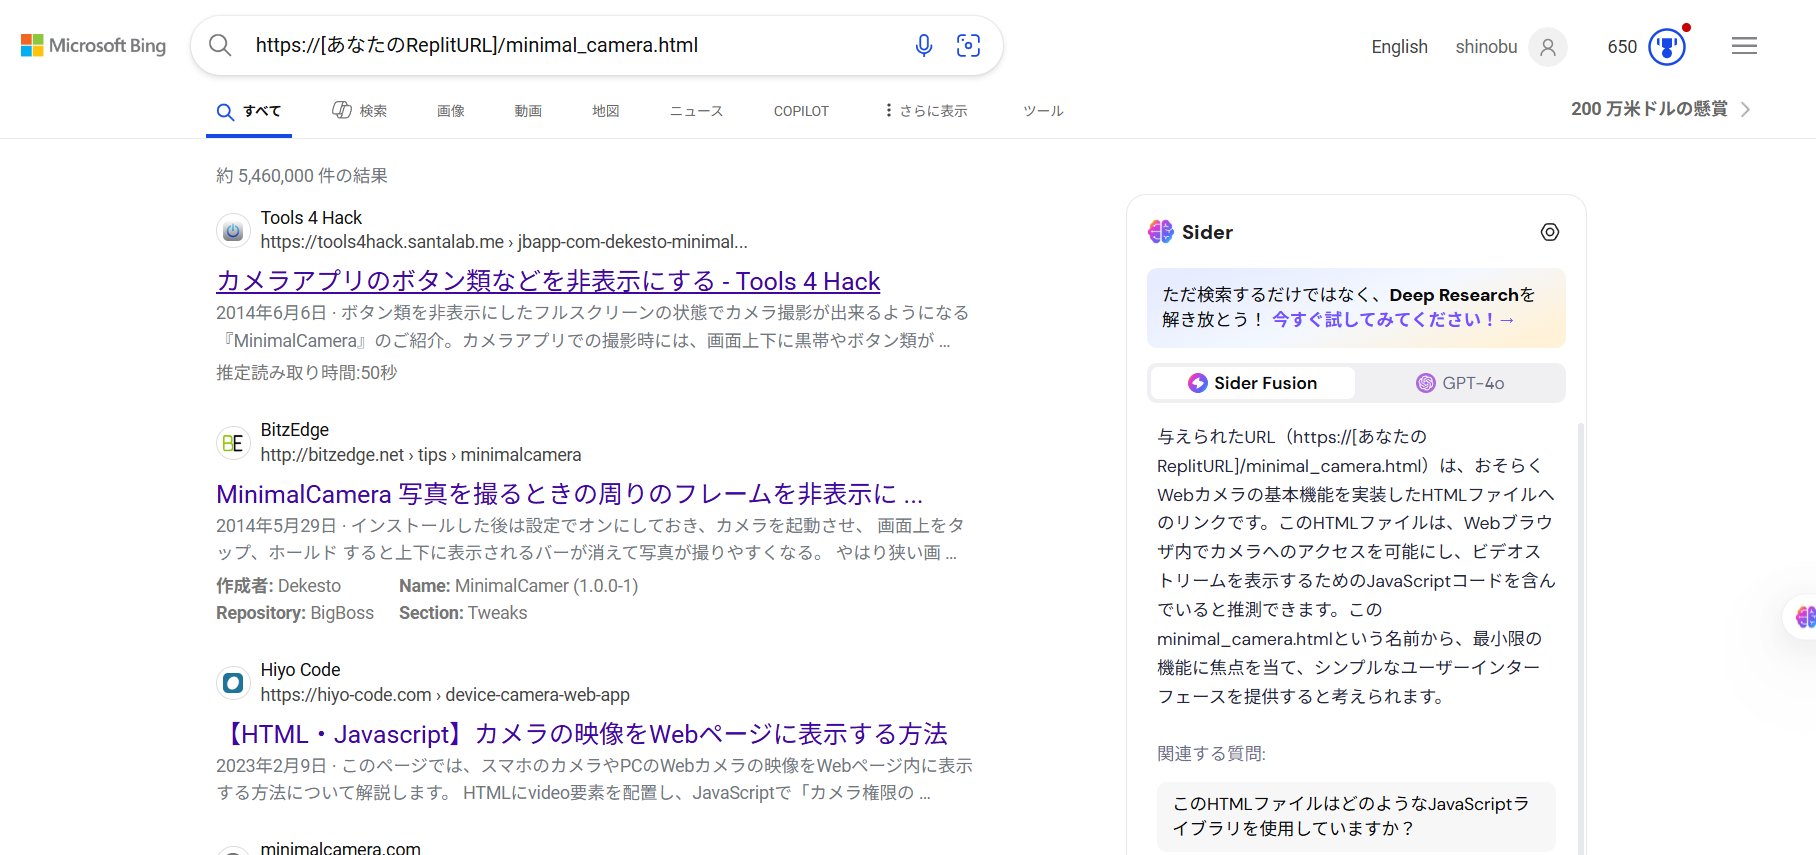 Microsoft Bing
https://[あなたのReplitURL]/minimal_camera.html
English
shinobu
650
すべて
検索
画像
動画
地図
ニュース
COPILOT
さらに表示
ツール
200 万米ドルの懸賞
約 5,460,000 件の結果
Tools 4 Hack
https://tools4hack.santalab.me › jbapp-com-dekesto-minimal...
カメラアプリのボタン類などを非表示にする - Tools 4 Hack
2014年6月6日 · ボタン類を非表示にしたフルスクリーンの状態でカメラ撮影が出来るようになる
『MinimalCamera』のご紹介。カメラアプリでの撮影時には、画面上下に黒帯やボタン類が ...
推定読み取り時間:50秒
BE
BitzEdge
http://bitzedge.net › tips › minimalcamera
MinimalCamera 写真を撮るときの周りのフレームを非表示に ...
2014年5月29日 · インストールした後は設定でオンにしておき、カメラを起動させ、 画面上をタ
ップ、ホールド すると上下に表示されるバーが消えて写真が撮りやすくなる。 やはり狭い画 ...
作成者: Dekesto
Name: MinimalCamer (1.0.0-1)
Repository: BigBoss
Section: Tweaks
Hiyo Code
https://hiyo-code.com › device-camera-web-app
【HTML・Javascript】カメラの映像をWebページに表示する方法
2023年2月9日 · このページでは、スマホのカメラやPCのWebカメラの映像をWebページ内に表示
する方法について解説します。 HTMLにvideo要素を配置し、JavaScriptで「カメラ権限の ...
minimalcamera.com
Sider
ただ検索するだけではなく、Deep Researchを
解き放とう！ 今すぐ試してみてください！→
Sider Fusion
GPT-4o
与えられたURL（https://[あなたの
ReplitURL]/minimal_camera.html）は、おそらく
Webカメラの基本機能を実装したHTMLファイルへ
のリンクです。このHTMLファイルは、Webブラウ
ザ内でカメラへのアクセスを可能にし、ビデオス
トリームを表示するためのJavaScriptコードを含ん
でいると推測できます。この
minimal_camera.htmlという名前から、最小限の
機能に焦点を当て、シンプルなユーザーインター
フェースを提供すると考えられます。
関連する質問:
このHTMLファイルはどのようなJavaScriptラ
イブラリを使用していますか？